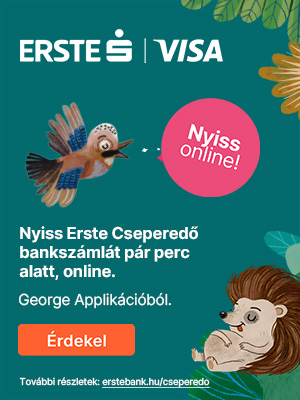 ERSTE | VISA
Nyiss
online!
Nyiss Erste Cseperedő
bankszámlát pár perc
alatt, online.
George Applikációból.
Érdekel
További részletek: erstebank.hu/cseperedo